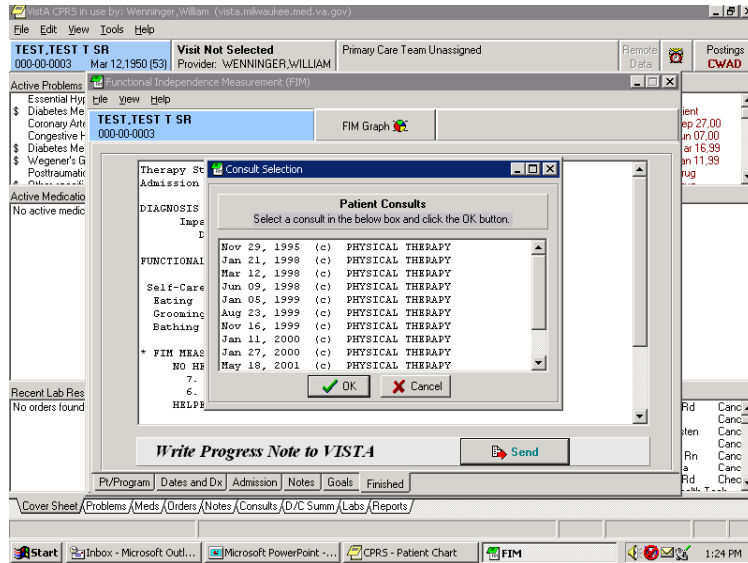 VistA CPRS in use by: Wenninger,William (vista.milwaukee.med.va.gov)
File Edit View Tools Help
TEST,TEST T SR
000-00-0003 Mar 12,1950 (53)
Visit Not Selected
Provider: WENNINGER,WILLIAM
Primary Care Team Unassigned
Remote
Data
Postings
CWAD
Active Problems
Essential Hyp
$ Diabetes Me
Coronary Arte
Congestive H
$ Diabetes Me
$ Wegener's G
Posttraumatic
Active Medicatio
No active medic
Recent Lab Res
No orders found
Functional Independence Measurement (FIM)
File View Help
TEST,TEST T SR
000-00-0003
FIM Graph
Therapy St
Admission
DIAGNOSIS
Impa
D
FUNCTIONAL
Self-Care
Eating
Grooming
Bathing
* FIM MEAS
NO HE
7.
6.
HELPE
Consult Selection
Patient Consults
Select a consult in the below box and click the OK button.
Nov 29, 1995 (c) PHYSICAL THERAPY
Jan 21, 1998 (c) PHYSICAL THERAPY
Mar 12, 1998 (c) PHYSICAL THERAPY
Jun 09, 1998 (c) PHYSICAL THERAPY
Jan 05, 1999 (c) PHYSICAL THERAPY
Aug 23, 1999 (c) PHYSICAL THERAPY
Nov 16, 1999 (c) PHYSICAL THERAPY
Jan 11, 2000 (c) PHYSICAL THERAPY
Jan 27, 2000 (c) PHYSICAL THERAPY
May 18, 2001 (c) PHYSICAL THERAPY
OK Cancel
ient
ep 27,00
un 07,00
ar 16,99
an 11,99
rug
Rd Canc
Canc
sten Canc
Canc
Rn Canc
a Canc
Rd Chec
Write Progress Note to VISTA
Send
Pt/Program Dates and Dx Admission Notes Goals Finished
Cover Sheet Problems Meds Orders Notes Consults D/C Summ Labs Reports
Start Inbox - Microsoft Outl... Microsoft PowerPoint -... CPRS - Patient Chart FIM 1:24 PM